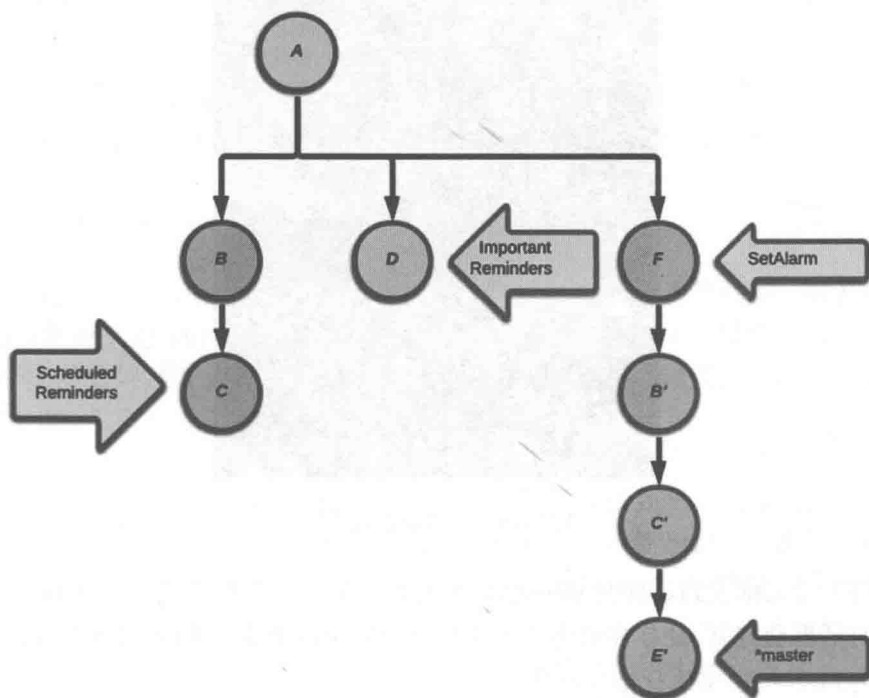 A
B
D
Important
Reminders
F
SetAlarm
Scheduled
Reminders
C
B'
C'
E'
*master